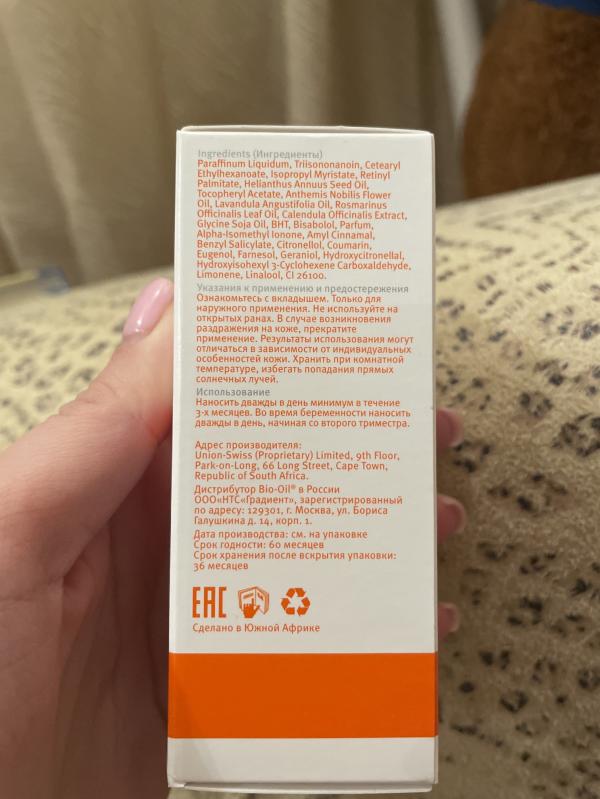 Ingredients (Ингредиенты)
Paraffinum Liquidum, Triisononanoin, Cetearyl
Ethylhexanoate, Isopropyl Myristate, Retinyl
Palmitate, Helianthus Annuus Seed Oil,
Tocopheryl Acetate, Anthemis Nobilis Flower
Oil, Lavandula Angustifolia Oil, Rosmarinus
Officinalis Leaf Oil, Calendula Officinalis Extract,
Glycine Soja Oil, BHT, Bisabolol, Parfum,
Alpha-Isomethyl Ionone, Amyl Cinnamal,
Benzyl Salicylate, Citronellol, Coumarin,
Eugenol, Farnesol, Geraniol, Hydroxycitronellal,
Hydroxyisohexyl 3-Cyclohexene Carboxaldehyde,
Limonene, Linalool, CI 26100.
Указания к применению и предостережения
Ознакомьтесь с вкладышем. Только для
наружного применения. Не используйте на
открытых ранах. В случае возникновения
раздражения на коже, прекратите
применение. Результаты использования могут
отличаться в зависимости от индивидуальных
особенностей кожи. Хранить при комнатной
температуре, избегать попадания прямых
солнечных лучей.
Использование
Наносить дважды в день минимум в течение
3-х месяцев. Во время беременности наносить
дважды в день, начиная со второго триместра.
Адрес производителя:
Union-Swiss (Proprietary) Limited, 9th Floor,
Park-on-Long, 66 Long Street, Cape Town,
Republic of South Africa.
Дистрибутор Bio-Oil® в России
ООО«НТС«Градиент», зарегистрированный
по адресу: 129301, г. Москва, ул. Бориса
Галушкина д. 14, корп. 1.
Дата производства: см. на упаковке
Срок годности: 60 месяцев
Срок хранения после вскрытия упаковки:
36 месяцев
EAC
Сделано в Южной Африке